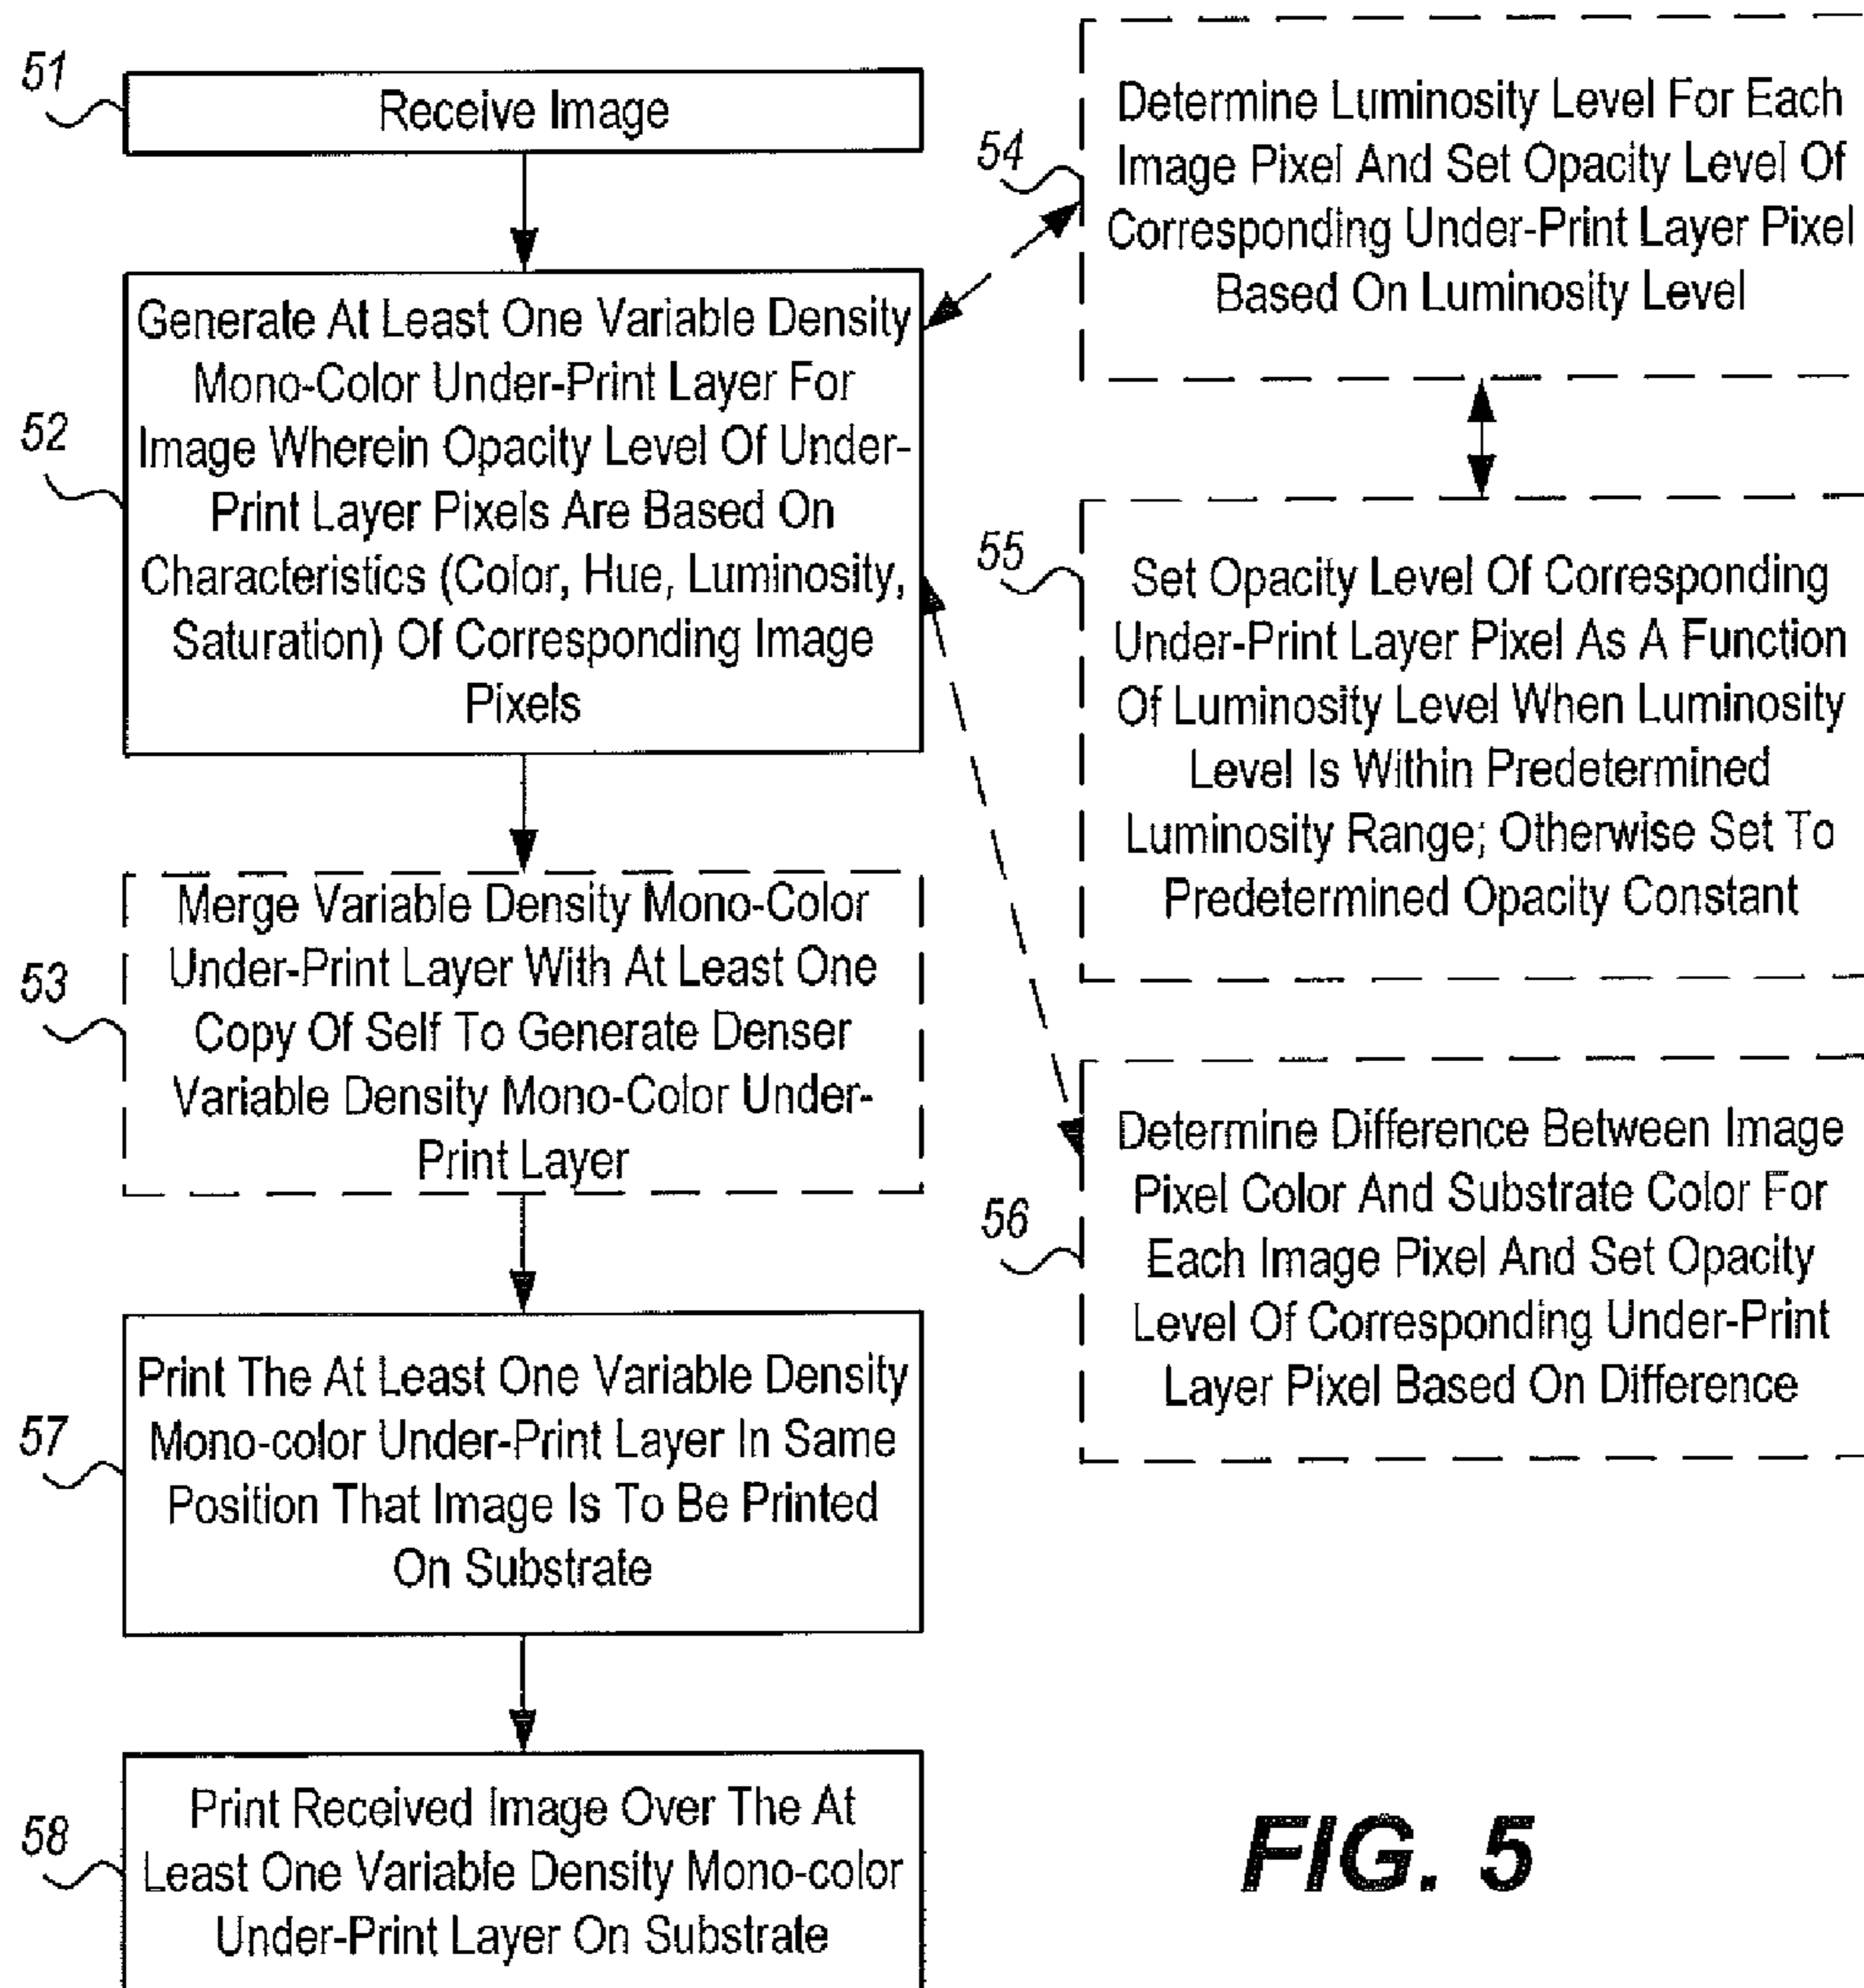 51
Receive Image
52
Generate At Least One Variable Density
Mono-Color Under-Print Layer For
Image Wherein Opacity Level Of Under-
Print Layer Pixels Are Based On
Characteristics (Color, Hue, Luminosity,
Saturation) Of Corresponding Image
Pixels
53
Merge Variable Density Mono-Color
Under-Print Layer With At Least One
Copy Of Self To Generate Denser
Variable Density Mono-Color Under-
Print Layer
57
Print The At Least One Variable Density
Mono-color Under-Print Layer In Same
Position That Image Is To Be Printed
On Substrate
58
Print Received Image Over The At
Least One Variable Density Mono-color
Under-Print Layer On Substrate
54
Determine Luminosity Level For Each
Image Pixel And Set Opacity Level Of
Corresponding Under-Print Layer Pixel
Based On Luminosity Level
55
Set Opacity Level Of Corresponding
Under-Print Layer Pixel As A Function
Of Luminosity Level When Luminosity
Level Is Within Predetermined
Luminosity Range; Otherwise Set To
Predetermined Opacity Constant
56
Determine Difference Between Image
Pixel Color And Substrate Color For
Each Image Pixel And Set Opacity
Level Of Corresponding Under-Print
Layer Pixel Based On Difference
FIG. 5